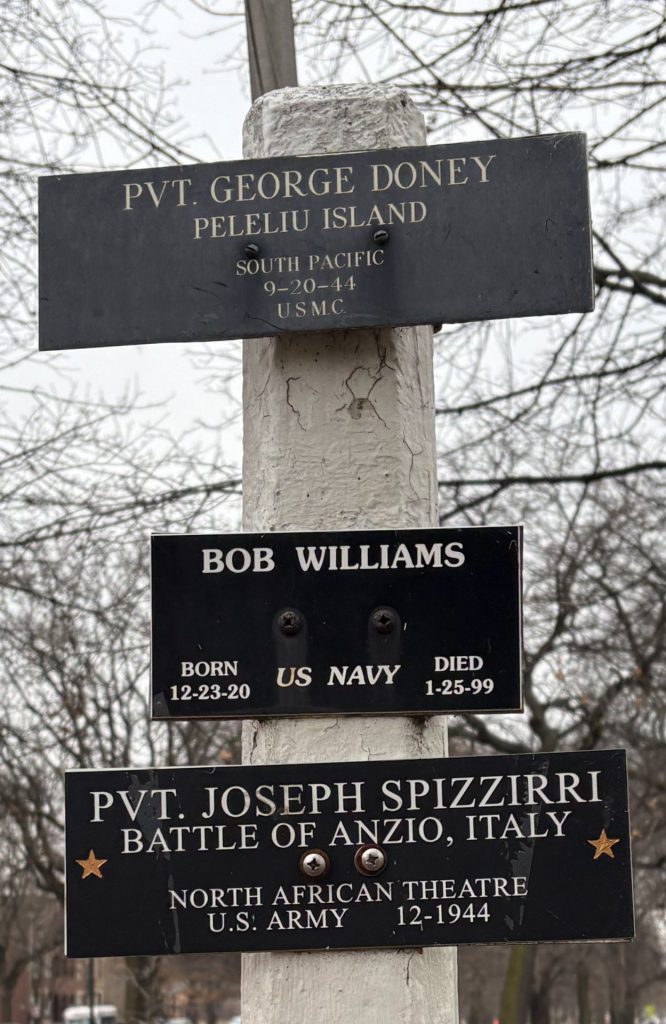 PVT. GEORGE DONEY
PELELIU ISLAND
SOUTH PACIFIC
9-20-44
U S M.C.
BOB WILLIAMS
BORN
12-23-20
US NAVY
DIED
1-25-99
PVT. JOSEPH SPIZZIRRI
BATTLE OF ANZIO, ITALY
NORTH AFRICAN THEATRE
U.S. ARMY 12-1944